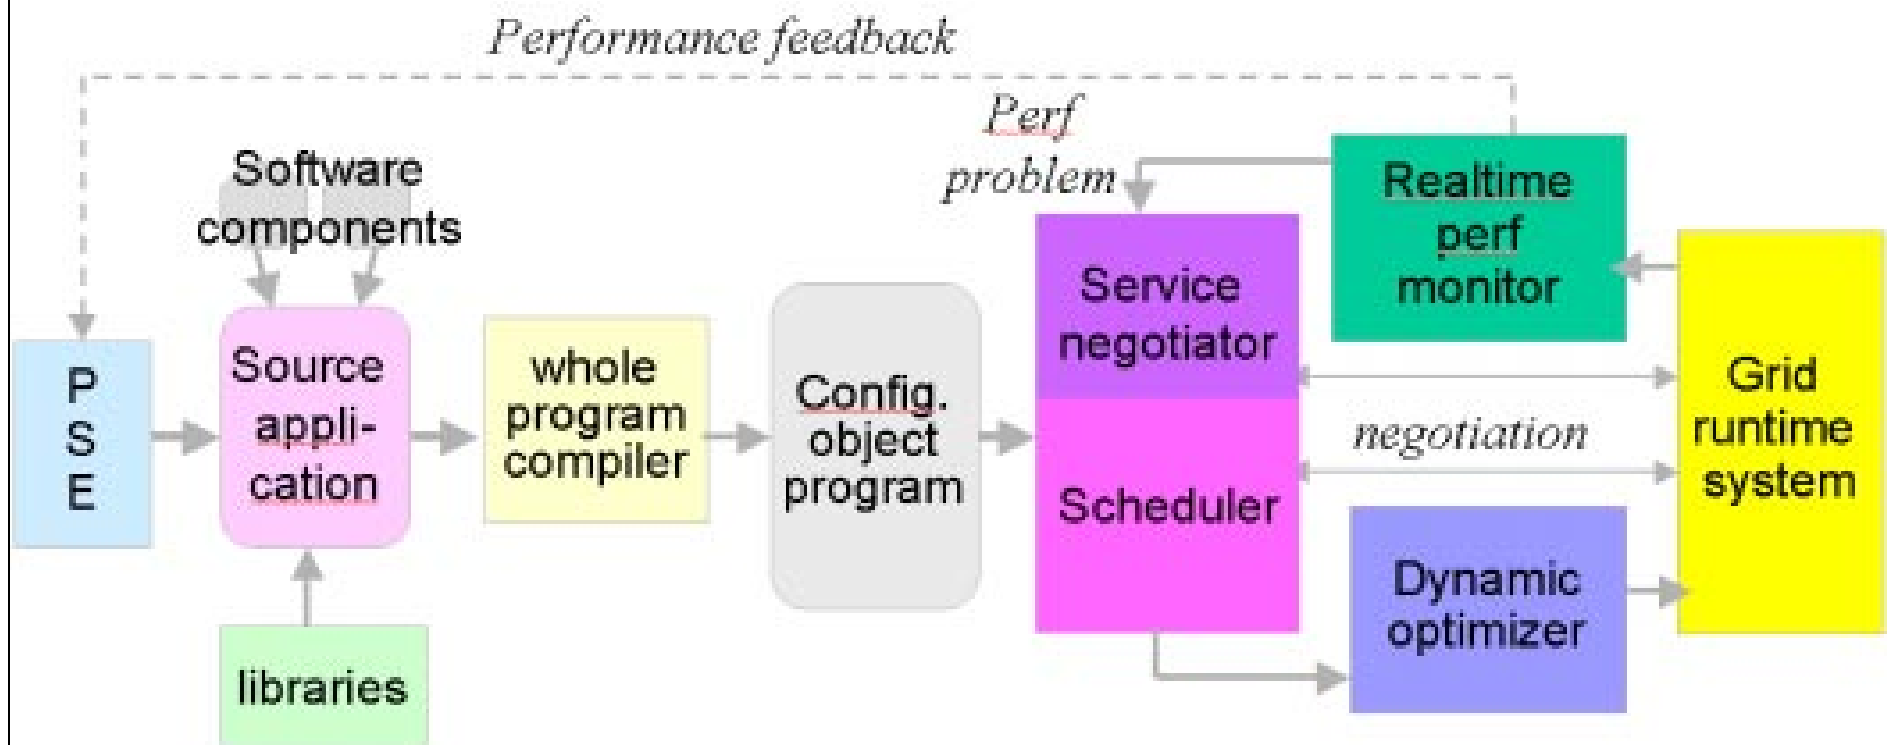 Performance feedback
Perf
problem
Software
components
Realtime
perf
monitor
Service
negotiator
P
S
E
Source
appli-
cation
whole
program
compiler
Config.
object
program
Grid
runtime
system
negotiation
Scheduler
Dynamic
optimizer
libraries